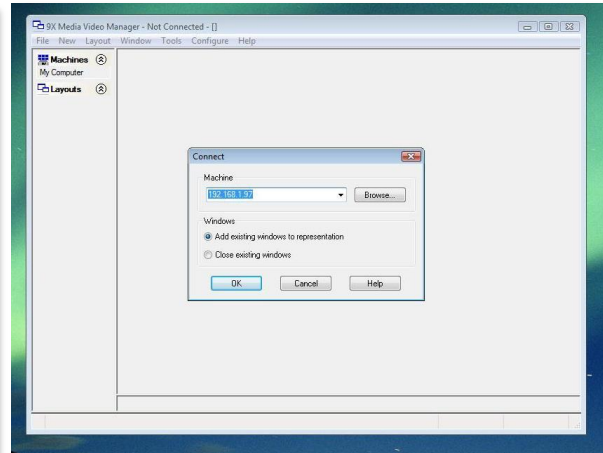 9X Media Video Manager - Not Connected - []
File New Layout Window Tools Configure Help
Machines
My Computer
Layouts
Connect
Machine
192.168.1.97
Browse...
Windows
Add existing windows to representation
Close existing windows
OK Cancel Help